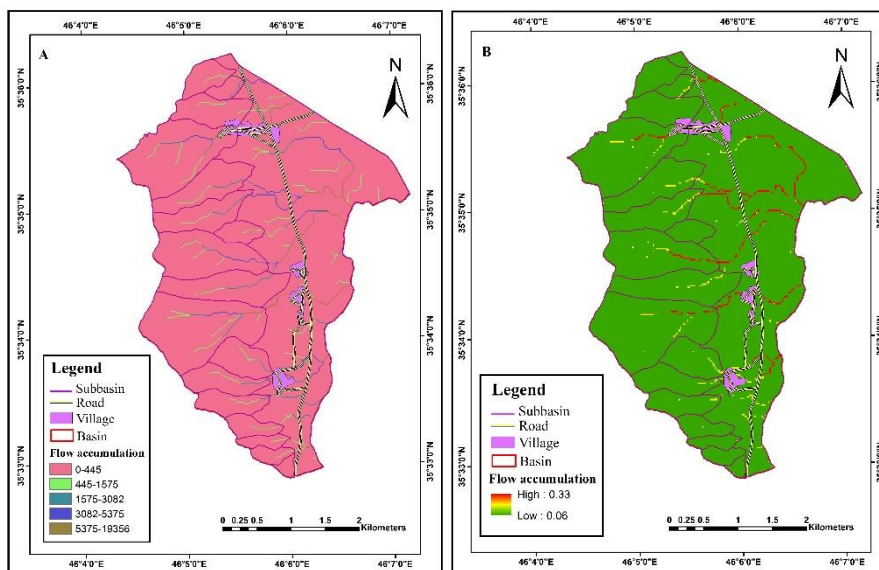 46°4'0"E 46°5'0"E 46°6'0"E 46°7'0"E
A
N
35°6'0"N
35°5'0"N
35°4'0"N
35°3'0"N
Legend
Subbasin
Road
Village
Basin
Flow accumulation
0-445
445-1575
1575-3082
3082-5375
5375-19356
0 0.25 0.5 1 1.5 2
Kilometers
46°4'0"E 46°5'0"E 46°6'0"E 46°7'0"E
46°4'0"E 46°5'0"E 46°6'0"E 46°7'0"E
B
N
35°36'0"N
35°35'0"N
35°34'0"N
35°33'0"N
Legend
Subbasin
Road
Village
Basin
Flow accumulation
High : 0.33
Low : 0.06
0 0.25 0.5 1 1.5 2
Kilometers
46°4'0"E 46°5'0"E 46°6'0"E 46°7'0"E